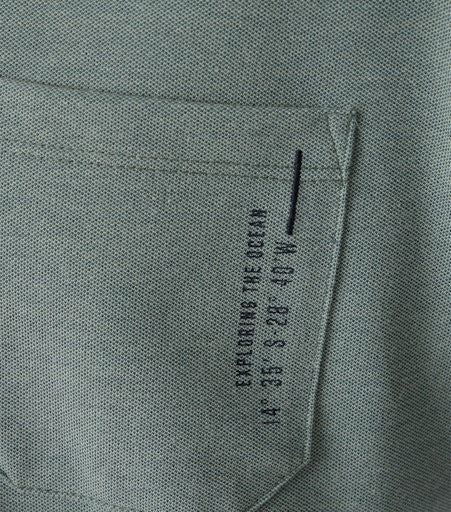 EXPLORING THE OCEAN
14° 35' S 28° 40' W